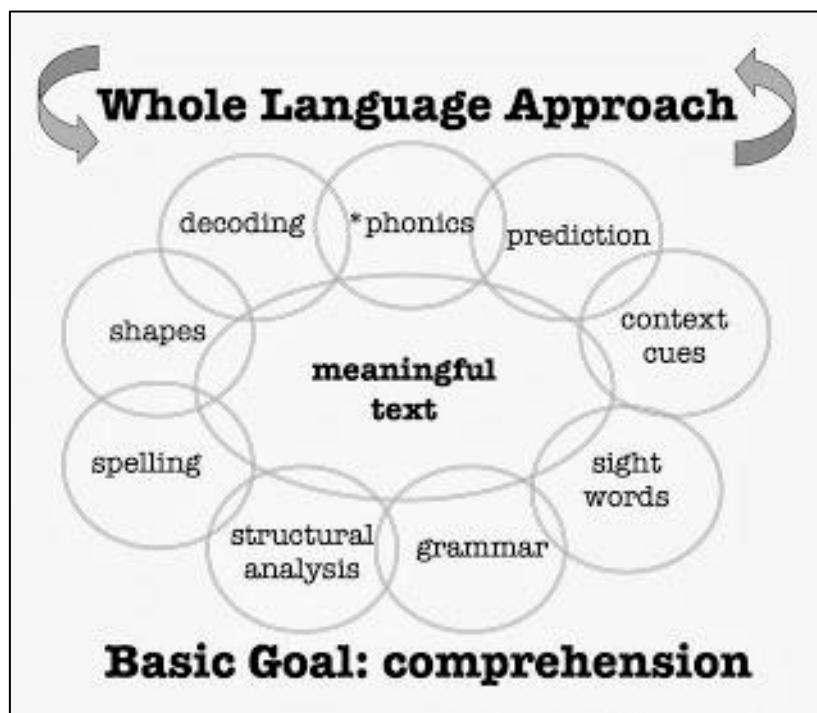 Whole Language Approach
decoding
*phonics
prediction
shapes
context
cues
meaningful
text
spelling
sight
words
structural
analysis
grammar
Basic Goal: comprehension